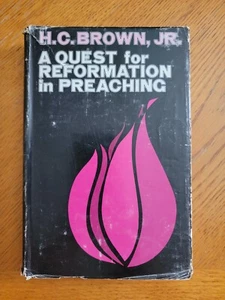 H.C. BROWN, JR.
A QUEST for
REFORMATION
in PREACHING